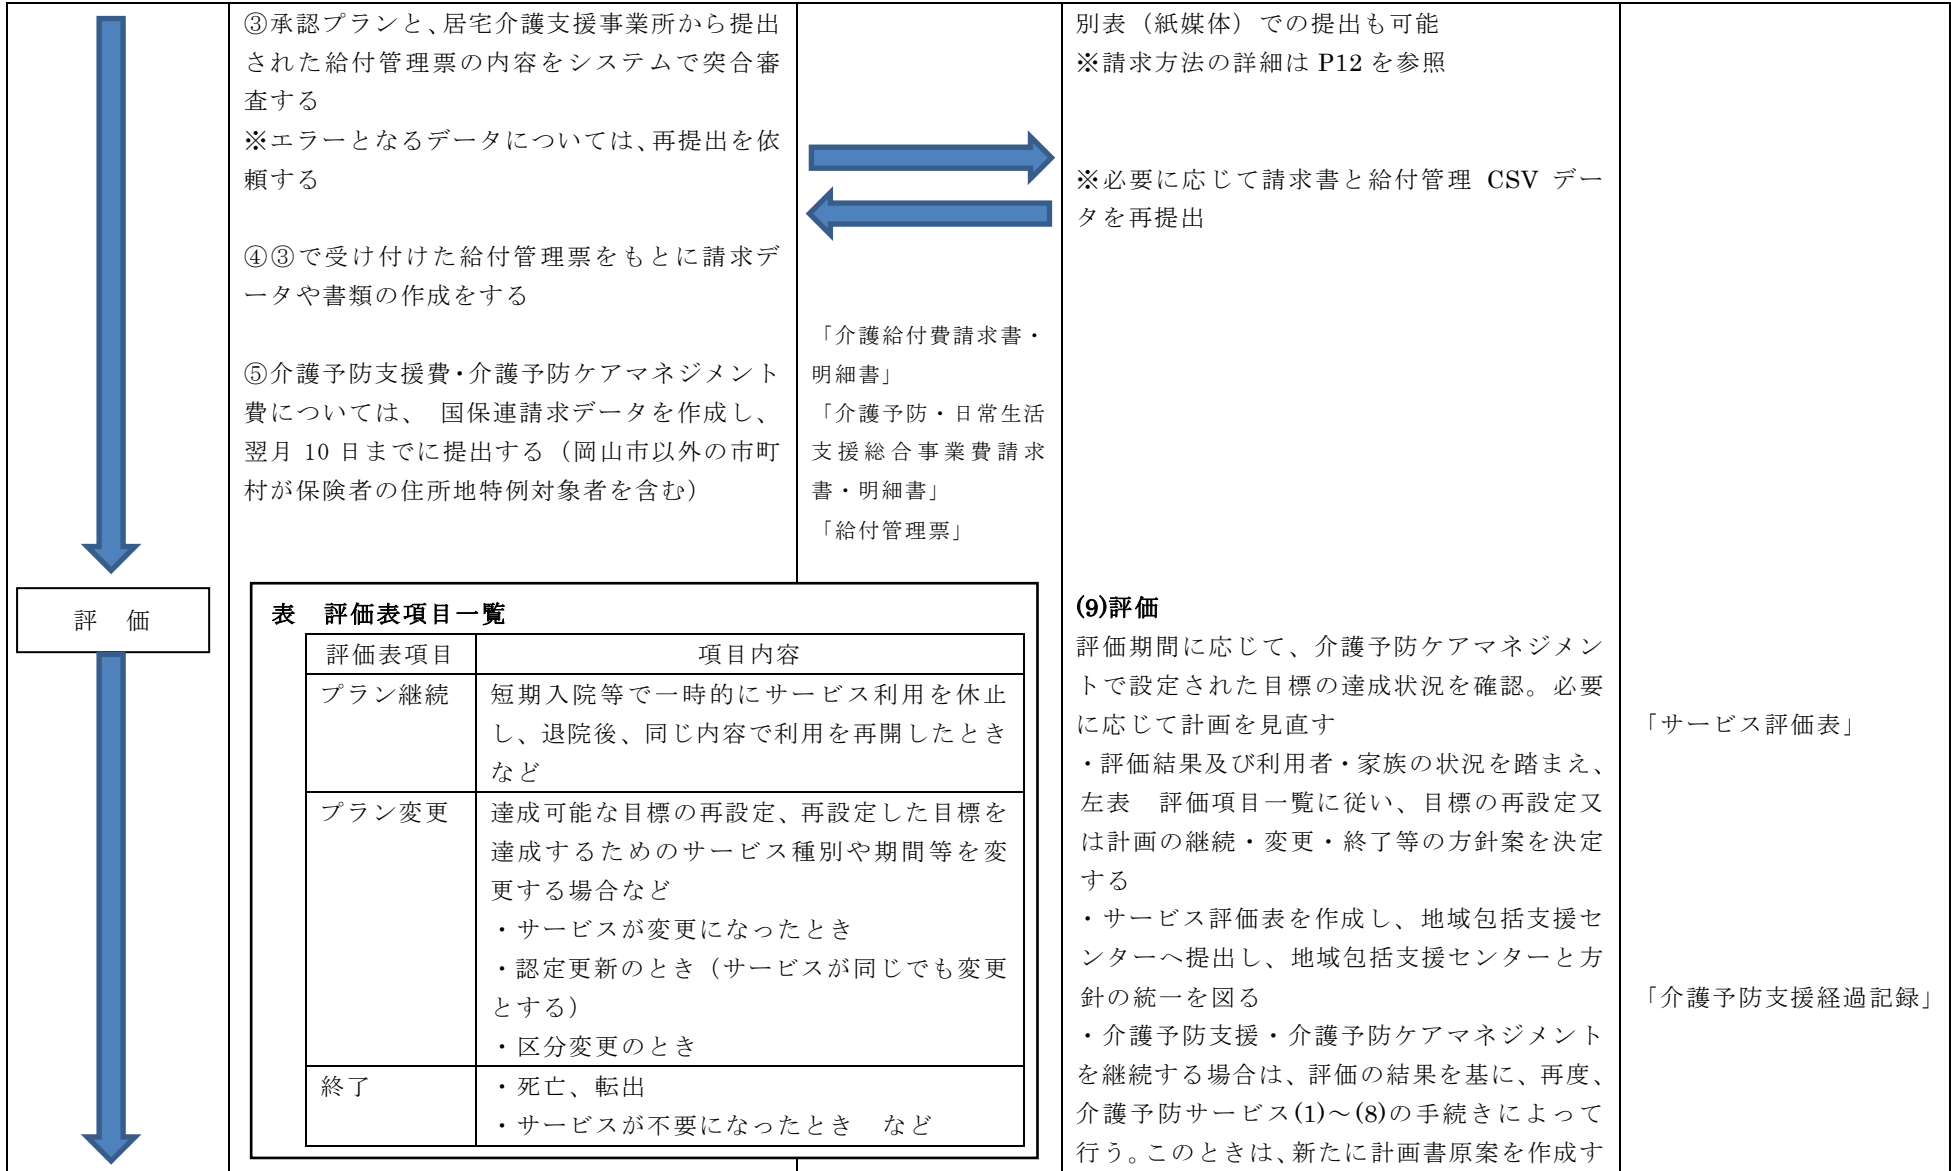 ③承認プランと、居宅介護支援事業所から提出
された給付管理票の内容をシステムで突合審
査する
※エラーとなるデータについては、再提出を依
頼する
④③で受け付けた給付管理票をもとに請求デ
ータや書類の作成をする
⑤介護予防支援費・介護予防ケアマネジメント
費については、 国保連請求データを作成し、
翌月 10 日までに提出する（岡山市以外の市町
村が保険者の住所地特例対象者を含む）
「介護給付費請求書・
明細書」
「介護予防・日常生活
支援総合事業費請求
書・明細書」
「給付管理票」
別表（紙媒体）での提出も可能
※請求方法の詳細は P12 を参照
※必要に応じて請求書と給付管理 CSV デー
タを再提出
評　価
表　評価表項目一覧
評価表項目 項目内容
プラン継続 短期入院等で一時的にサービス利用を休止
し、退院後、同じ内容で利用を再開したとき
など
プラン変更 達成可能な目標の再設定、再設定した目標を
達成するためのサービス種別や期間等を変
更する場合など
・サービスが変更になったとき
・認定更新のとき（サービスが同じでも変更
とする）
・区分変更のとき
終了 ・死亡、転出
・サービスが不要になったとき　など
(9)評価
評価期間に応じて、介護予防ケアマネジメン
トで設定された目標の達成状況を確認。必要
に応じて計画を見直す
・評価結果及び利用者・家族の状況を踏まえ、
左表　評価項目一覧に従い、目標の再設定又
は計画の継続・変更・終了等の方針案を決定
する
・サービス評価表を作成し、地域包括支援セ
ンターへ提出し、地域包括支援センターと方
針の統一を図る
・介護予防支援・介護予防ケアマネジメント
を継続する場合は、評価の結果を基に、再度、
介護予防サービス(1)～(8)の手続きによって
行う。このときは、新たに計画書原案を作成す
「サービス評価表」
「介護予防支援経過記録」